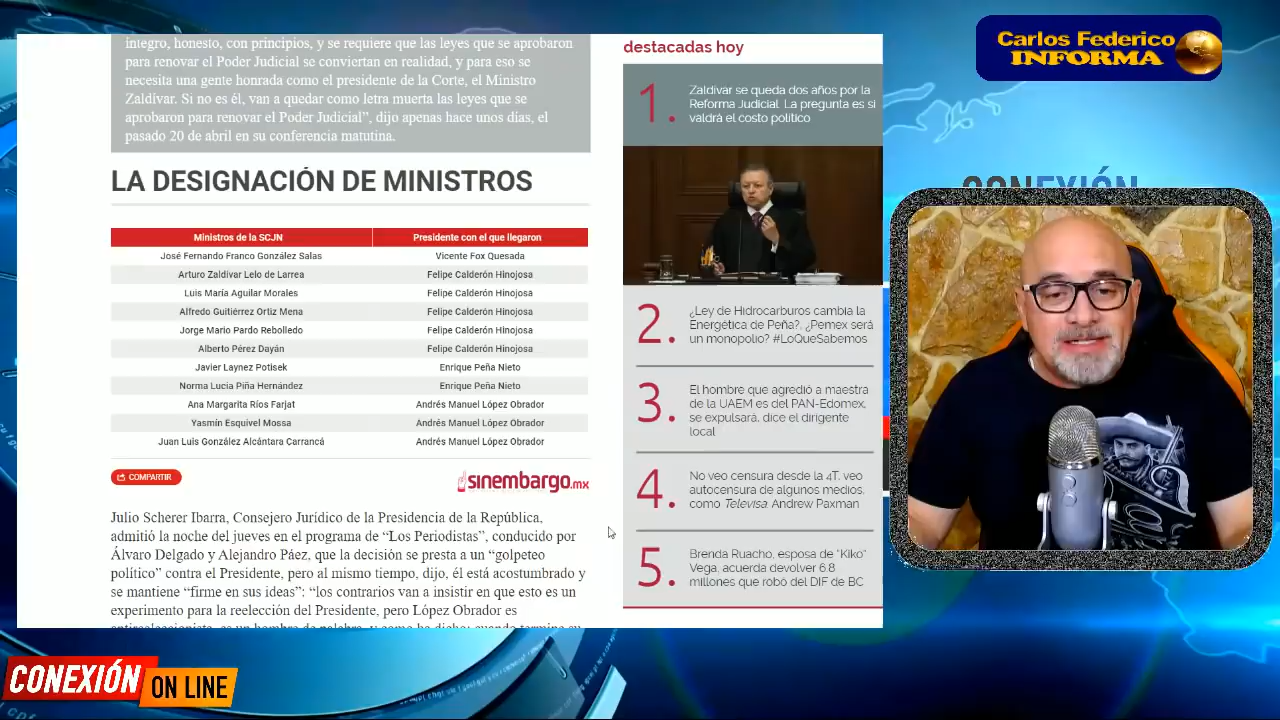 íntegro, honesto, con principios, y se requiere que las leyes que se aprobaron
para renovar el Poder Judicial se conviertan en realidad, y para eso se
necesita una gente honrada como el presidente de la Corte, el Ministro
Zaldívar. Si no es él, van a quedar como letra muerta las leyes que se
aprobaron para renovar el Poder Judicial”, dijo apenas hace unos días, el
pasado 20 de abril en su conferencia matutina.
LA DESIGNACIÓN DE MINISTROS
Ministros de la SCJN Presidente con el que llegaron
José Fernando Franco González Salas Vicente Fox Quesada
Arturo Zaldívar Lelo de Larrea Felipe Calderón Hinojosa
Luis María Aguilar Morales Felipe Calderón Hinojosa
Alfredo Guitiérrez Ortiz Mena Felipe Calderón Hinojosa
Jorge Mario Pardo Rebolledo Felipe Calderón Hinojosa
Alberto Pérez Dayán Felipe Calderón Hinojosa
Javier Laynez Potisek Enrique Peña Nieto
Norma Lucía Piña Hernández Enrique Peña Nieto
Ana Margarita Ríos Farjat Andrés Manuel López Obrador
Yasmín Esquivel Mossa Andrés Manuel López Obrador
Juan Luis González Alcántara Carrancá Andrés Manuel López Obrador
COMPARTIR
sinembargo.mx
Julio Scherer Ibarra, Consejero Jurídico de la Presidencia de la República,
admitió la noche del jueves en el programa de “Los Periodistas”, conducido por
Álvaro Delgado y Alejandro Páez, que la decisión se presta a un “golpeteo
político” contra el Presidente, pero al mismo tiempo, dijo, él está acostumbrado y
se mantiene “firme en sus ideas”: “los contrarios van a insistir en que esto es un
experimento para la reelección del Presidente, pero López Obrador es
destacadas hoy
1. Zaldívar se queda dos años por la
Reforma Judicial. La pregunta es si
valdrá el costo político
2. ¿Ley de Hidrocarburos cambia la
Energética de Peña?, ¿Pemex será
un monopolio? #LoQueSabemos
3. El hombre que agredió a maestra
de la UAEM es del PAN-Edomex,
se expulsará, dice el dirigente
local
4. No veo censura desde la 4T, veo
autocensura de algunos medios,
como Televisa: Andrew Paxman
5. Brenda Ruacho, esposa de “Kiko”
Vega, acuerda devolver 6.8
millones que robó del DIF de BC
Carlos Federico
INFORMA
CONEXIÓN
CONEXIÓN
ON LINE